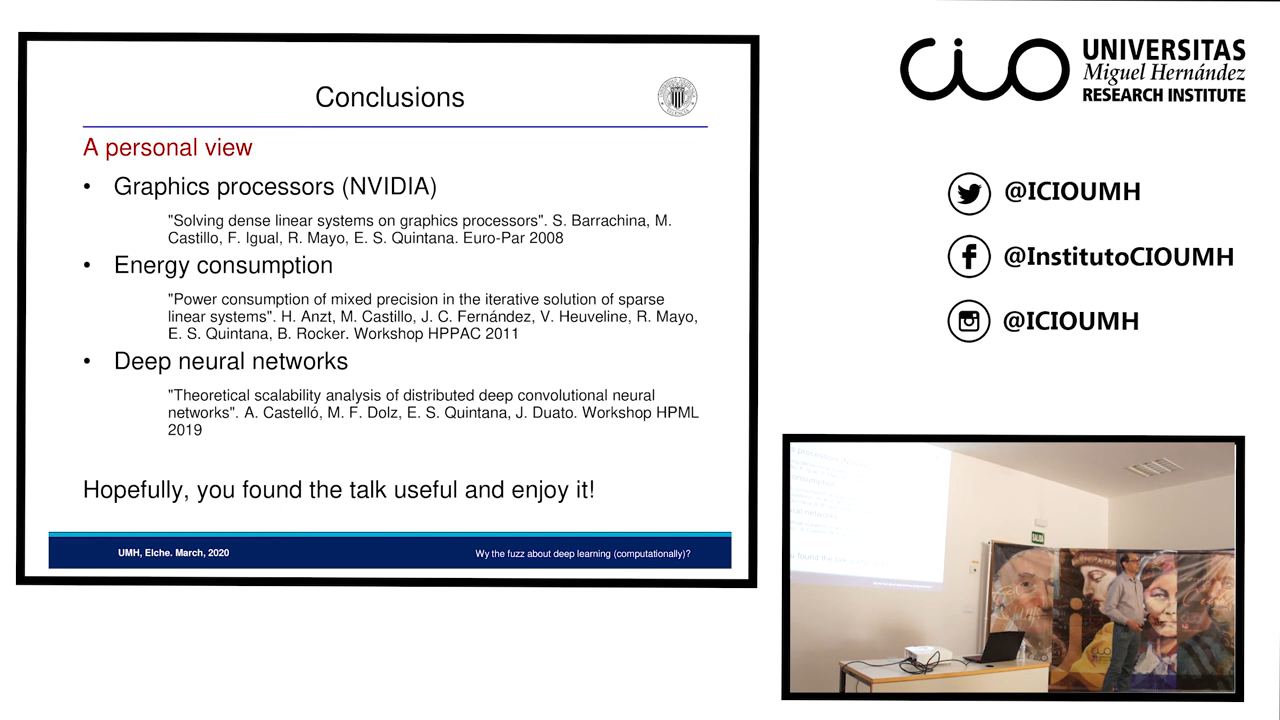 Conclusions
A personal view
• Graphics processors (NVIDIA)
"Solving dense linear systems on graphics processors". S. Barrachina, M.
Castillo, F. Igual, R. Mayo, E. S. Quintana. Euro-Par 2008
• Energy consumption
"Power consumption of mixed precision in the iterative solution of sparse
linear systems". H. Anzt, M. Castillo, J. C. Fernández, V. Heuveline, R. Mayo,
E. S. Quintana, B. Rocker. Workshop HPPAC 2011
• Deep neural networks
"Theoretical scalability analysis of distributed deep convolutional neural
networks". A. Castelló, M. F. Dolz, E. S. Quintana, J. Duato. Workshop HPML
2019
Hopefully, you found the talk useful and enjoy it!
UMH, Elche. March, 2020
Wy the fuzz about deep learning (computationally)?
cio
UNIVERSITAS
Miguel Hernández
RESEARCH INSTITUTE
@ICIOUMH
@InstitutoCIOUMH
@ICIOUMH
SALIDA